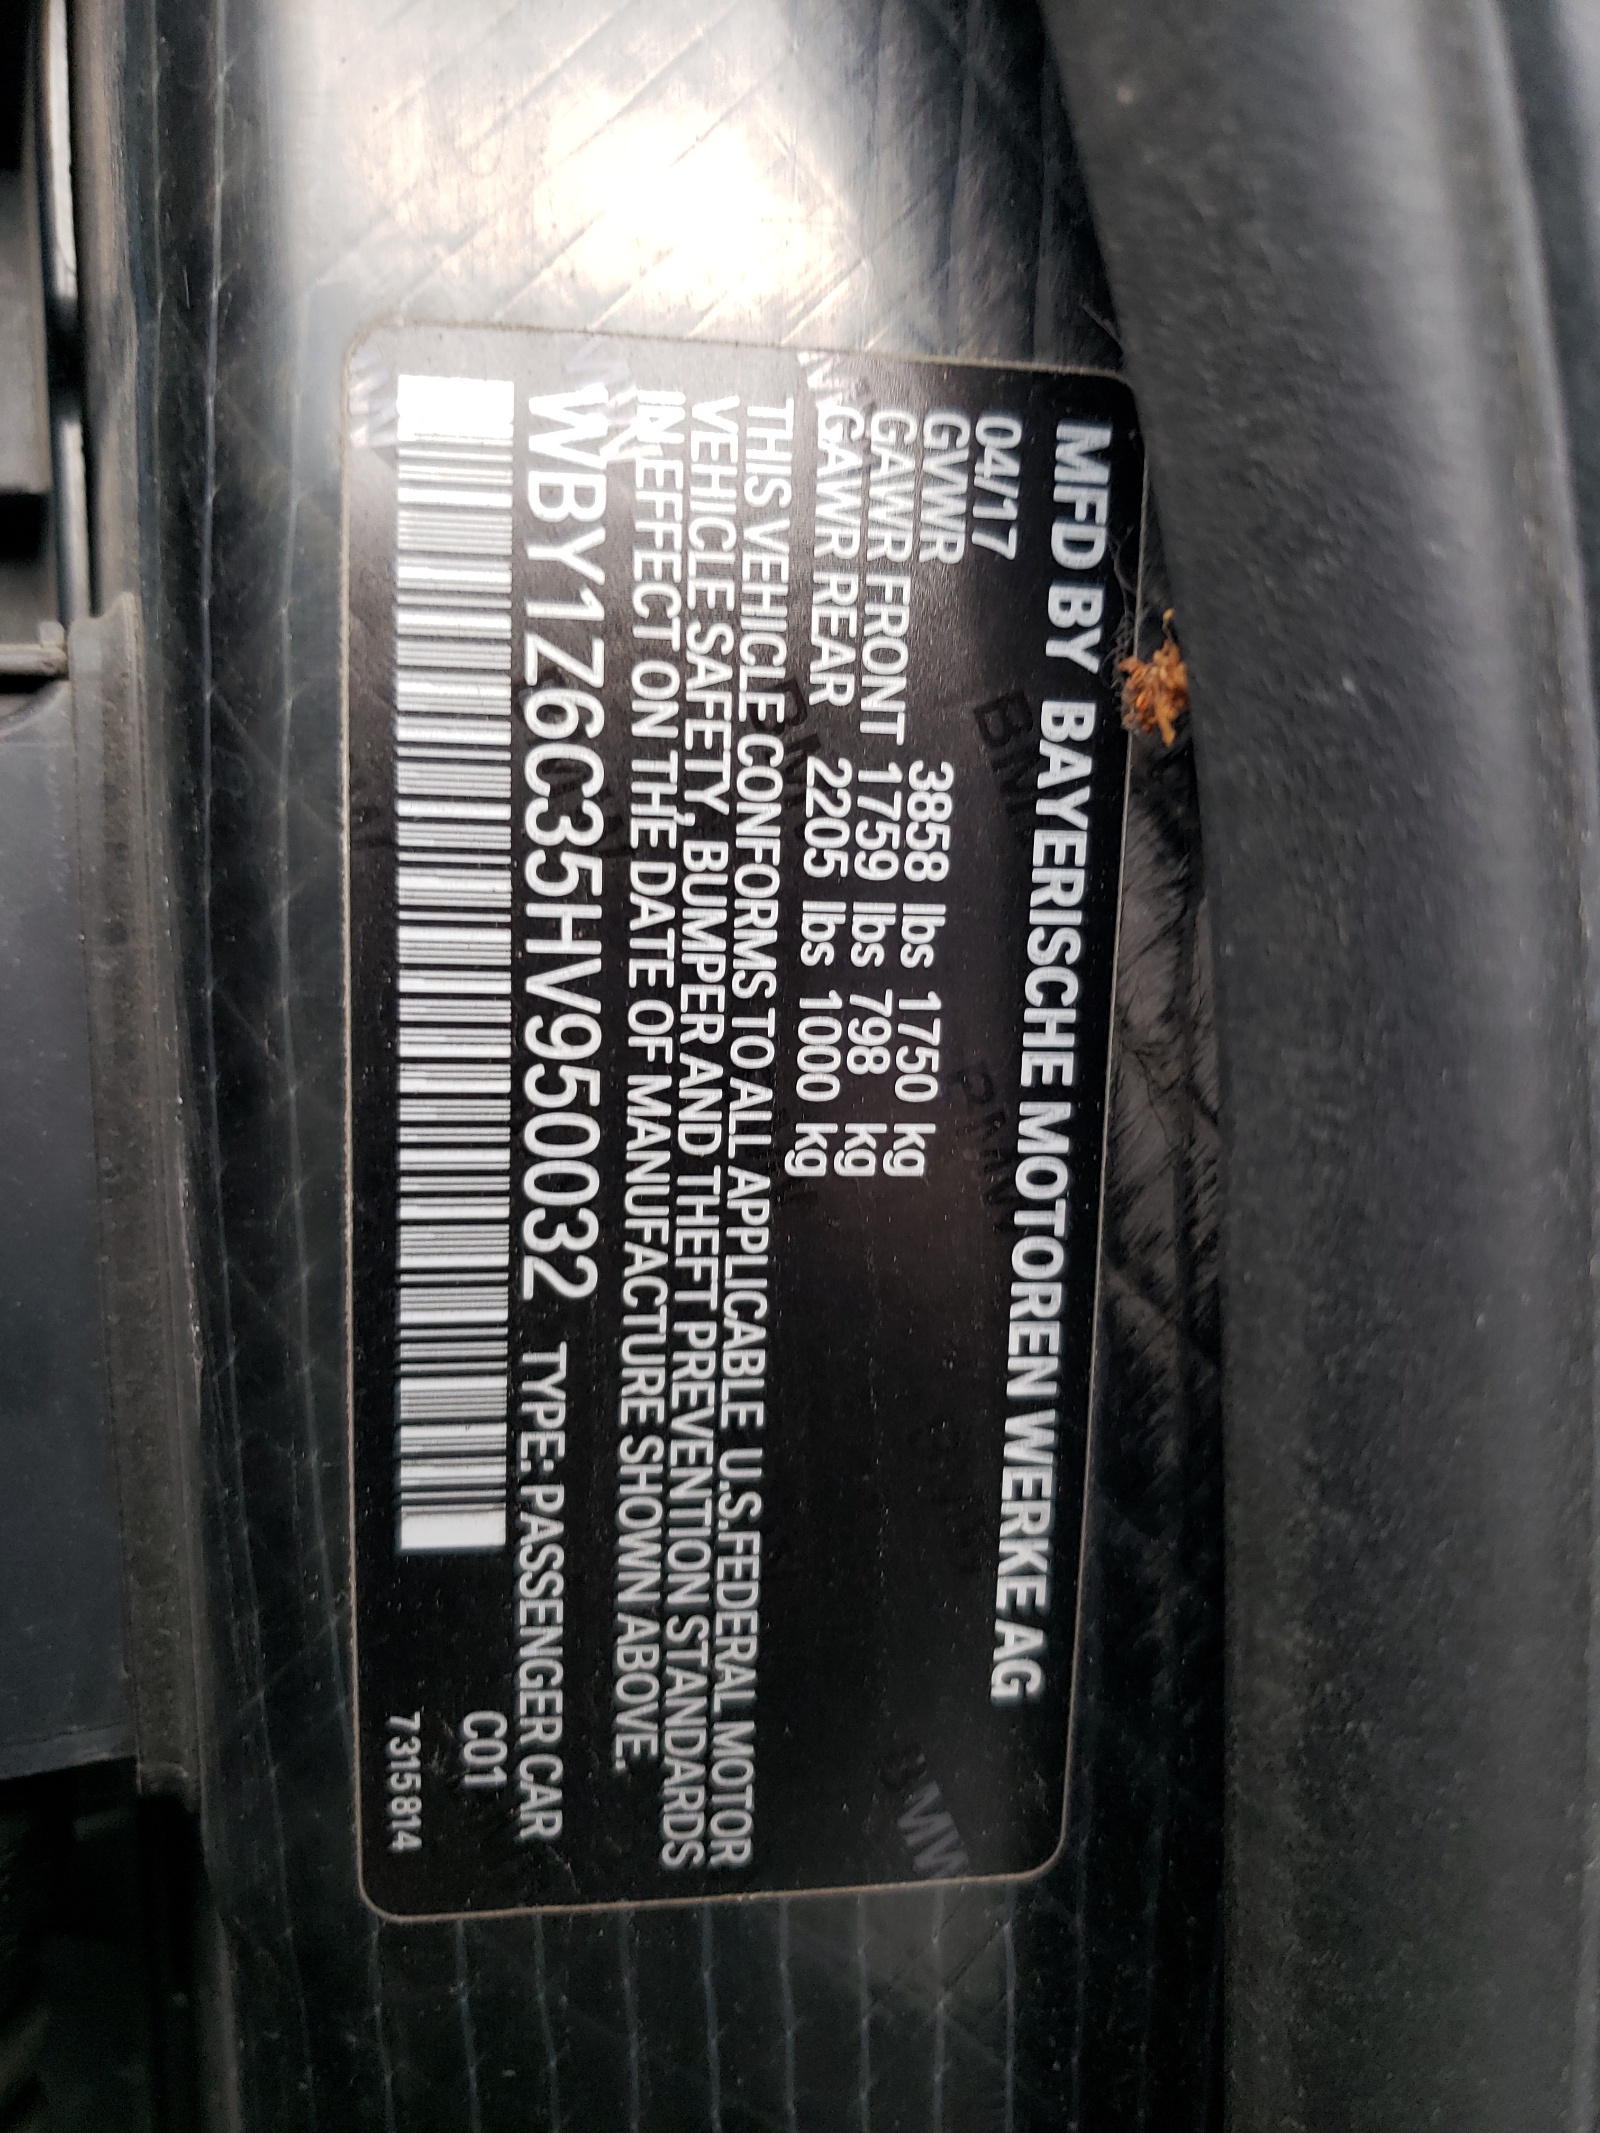 MFD BY BAYERISCHE MOTOREN WERKE AG
04/17
GVWR 3858 lbs 1750 kg
GAWR FRONT 1759 lbs 798 kg
GAWR REAR 2205 lbs 1000 kg
THIS VEHICLE CONFORMS TO ALL APPLICABLE U.S.FEDERAL MOTOR
VEHICLE SAFETY, BUMPER AND THEFT PREVENTION STANDARDS
IN EFFECT ON THE DATE OF MANUFACTURE SHOWN ABOVE.
WBY1Z6C35HV950032 TYPE: PASSENGER CAR
C01
7315814